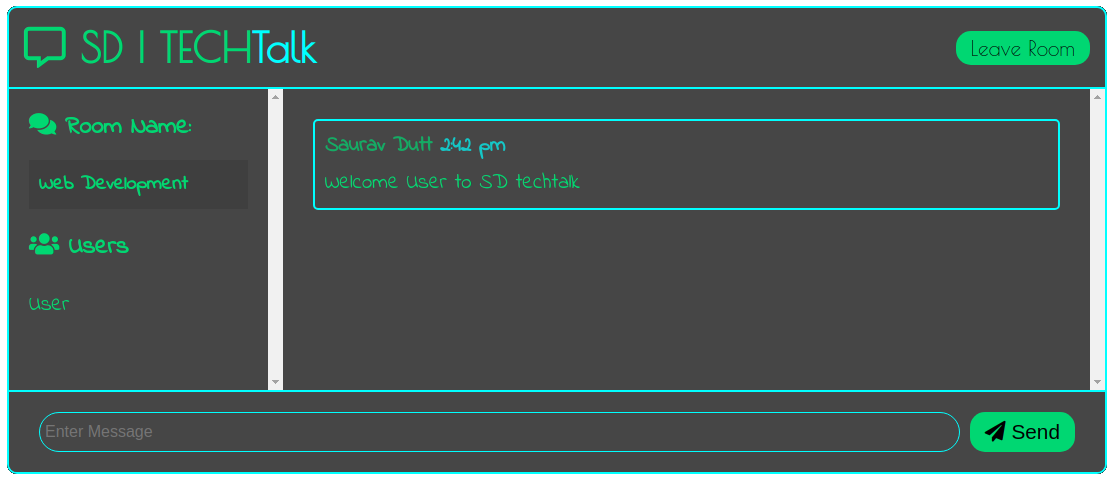 SD | TECHTalk
Leave Room
Room Name:
Web Development
Users
User
Saurav Dutt 2:42 pm
Welcome User to SD techtalk
Enter Message
Send